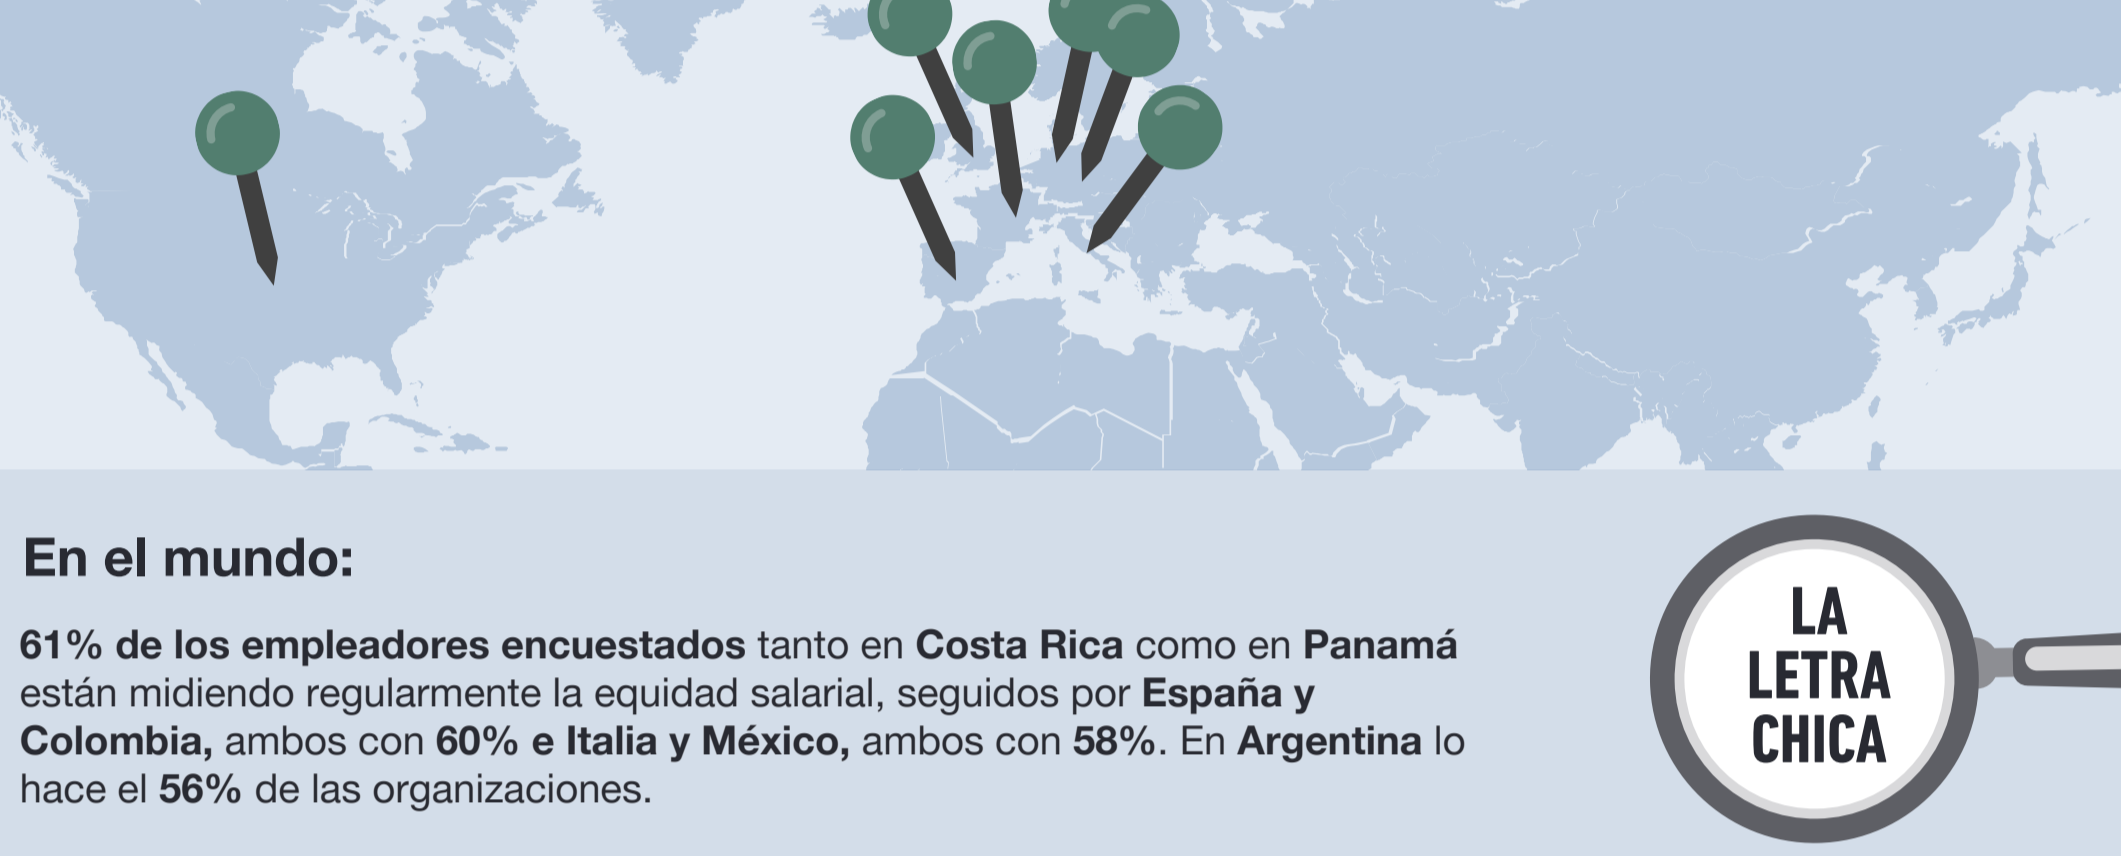 En el mundo:
61% de los empleadores encuestados tanto en Costa Rica como en Panamá
están midiendo regularmente la equidad salarial, seguidos por España y
Colombia, ambos con 60% e Italia y México, ambos con 58%. En Argentina lo
hace el 56% de las organizaciones.
LA
LETRA
CHICA